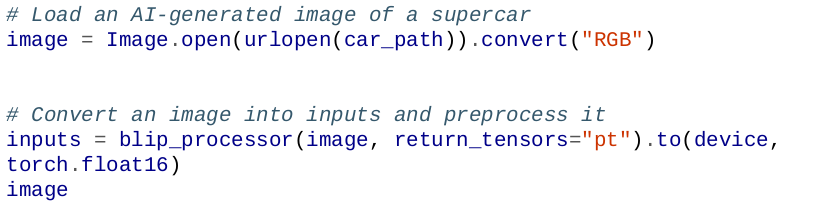 # Load an AI-generated image of a supercar
image = Image.open(urlopen(car_path)).convert("RGB")
# Convert an image into inputs and preprocess it
inputs = blip_processor(image, return_tensors="pt").to(device,
torch.float16)
image